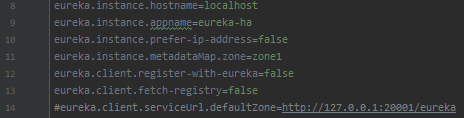 8 eureka.instance.hostname=localhost
9 eureka.instance.appname=eureka-ha
10 eureka.instance.prefer-ip-address=false
11 eureka.instance.metadataMap.zone=zone1
12 eureka.client.register-with-eureka=false
13 eureka.client.fetch-registry=false
14 #eureka.client.serviceUrl.defaultZone=http://127.0.0.1:20001/eureka